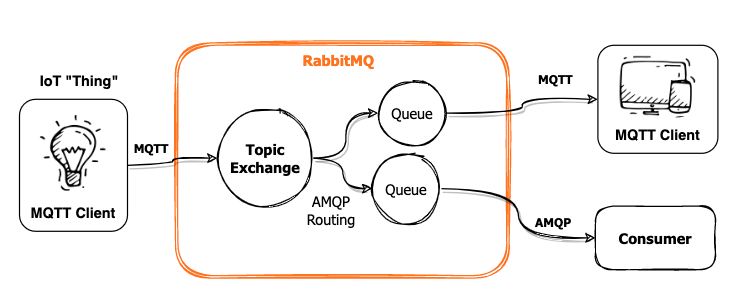 RabbitMQ
IoT "Thing"
MQTT
MQTT Client
MQTT
Topic
Exchange
Queue
Queue
AMQP
Routing
MQTT Client
AMQP
Consumer